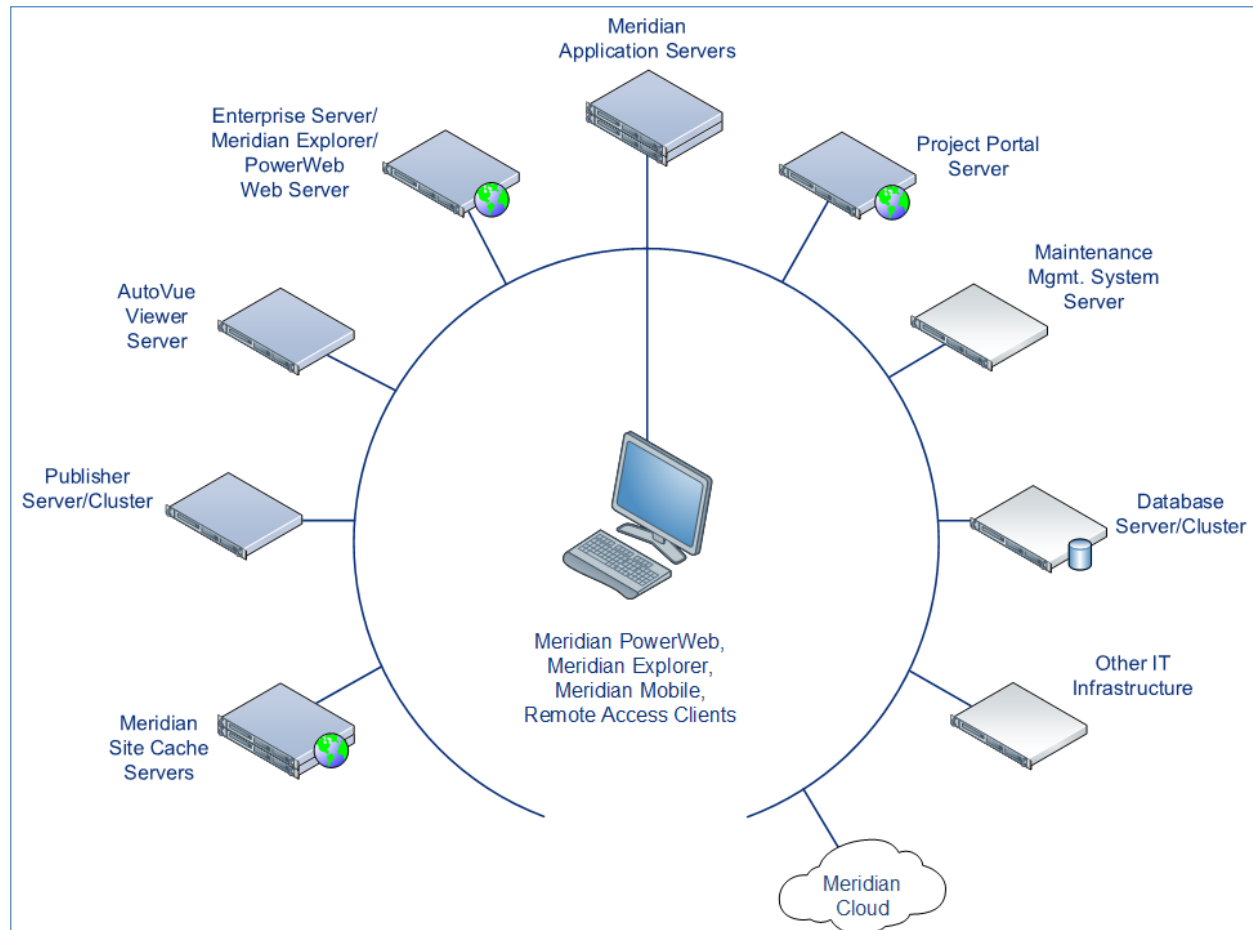 Meridian
Application Servers
Enterprise Server/
Meridian Explorer/
PowerWeb
Web Server
Project Portal
Server
Maintenance
Mgmt. System
Server
AutoVue
Viewer
Server
Publisher
Server/Cluster
Database
Server/Cluster
Meridian PowerWeb,
Meridian Explorer,
Meridian Mobile,
Remote Access Clients
Other IT
Infrastructure
Meridian
Site Cache
Servers
Meridian
Cloud